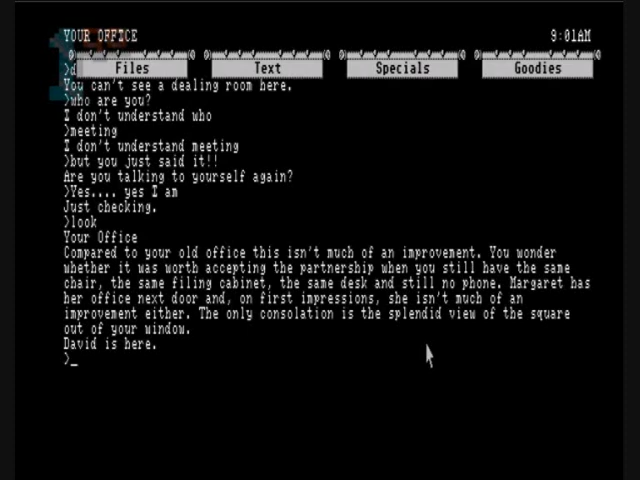 YOUR OFFICE 9:01AM
Files Text Specials Goodies
>d
You can't see a dealing room here.
>who are you?
I don't understand who
>meeting
I don't understand meeting
>but you just said it!!
Are you talking to yourself again?
>Yes.... yes I am
Just checking.
>look
Your Office
Compared to your old office this isn't much of an improvement. You wonder
whether it was worth accepting the partnership when you still have the same
chair, the same filing cabinet, the same desk and still no phone. Margaret has
her office next door and, on first impressions, she isn't much of an
improvement either. The only consolation is the splendid view of the square
out of your window.
David is here.
>_